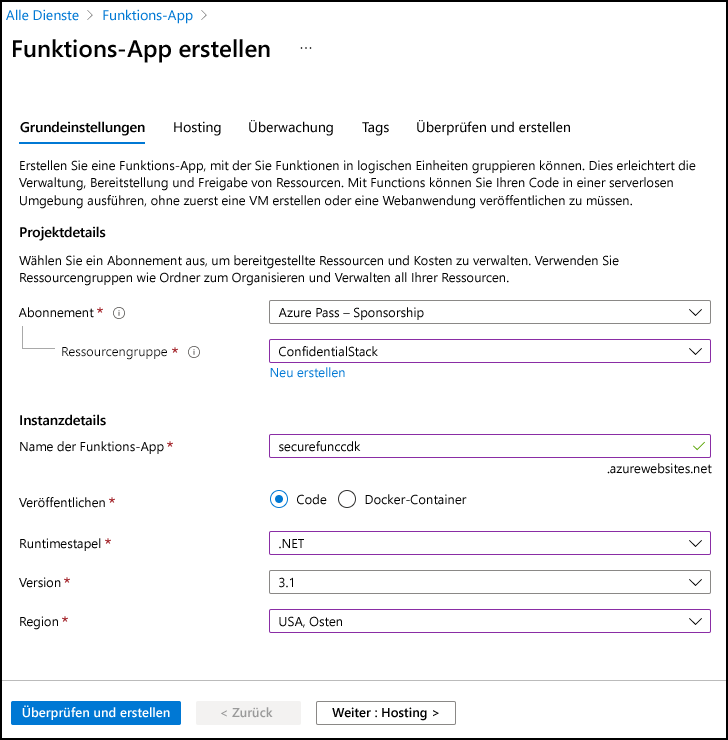 Alle Dienste > Funktions-App >
Funktions-App erstellen ...
Grundeinstellungen Hosting Überwachung Tags Überprüfen und erstellen
Erstellen Sie eine Funktions-App, mit der Sie Funktionen in logischen Einheiten gruppieren können. Dies erleichtert die
Verwaltung, Bereitstellung und Freigabe von Ressourcen. Mit Functions können Sie Ihren Code in einer serverlosen
Umgebung ausführen, ohne zuerst eine VM erstellen oder eine Webanwendung veröffentlichen zu müssen.
Projektdetails
Wählen Sie ein Abonnement aus, um bereitgestellte Ressourcen und Kosten zu verwalten. Verwenden Sie
Ressourcengruppen wie Ordner zum Organisieren und Verwalten all Ihrer Ressourcen.
Abonnement * Azure Pass – Sponsorship
Ressourcengruppe * ConfidentialStack
Neu erstellen
Instanzdetails
Name der Funktions-App * securefunccdk
.azurewebsites.net
Veröffentlichen * Code Docker-Container
Runtimestapel * .NET
Version * 3.1
Region * USA, Osten
Überprüfen und erstellen < Zurück Weiter : Hosting >